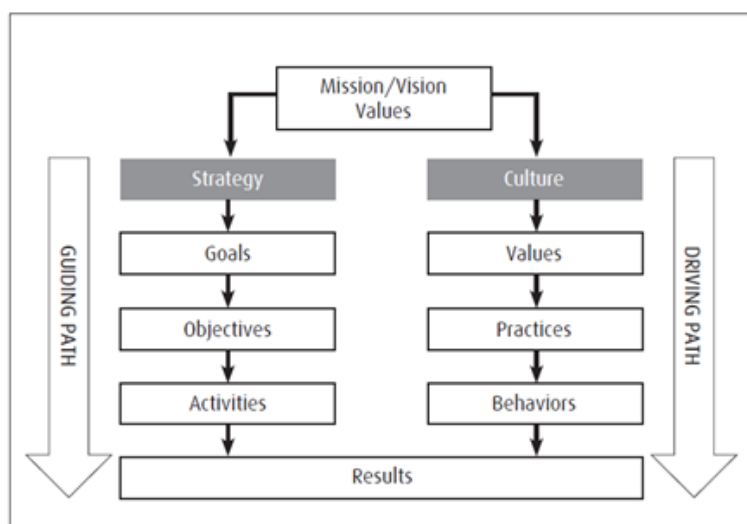 Mission/Vision
Values
Strategy
Culture
Goals
Values
Objectives
Practices
Activities
Behaviors
Results
GUIDING PATH
DRIVING PATH